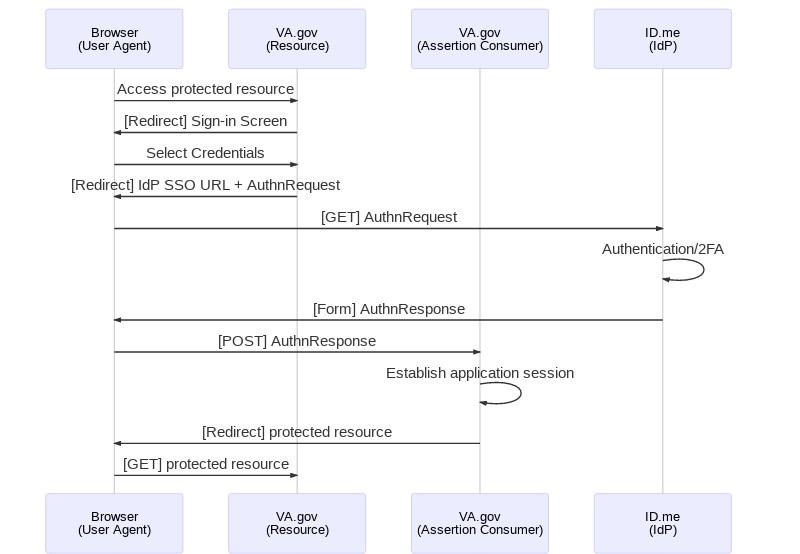 Browser
(User Agent)
VA.gov
(Resource)
VA.gov
(Assertion Consumer)
ID.me
(IdP)
Access protected resource
[Redirect] Sign-in Screen
Select Credentials
[Redirect] IdP SSO URL + AuthnRequest
[GET] AuthnRequest
Authentication/2FA
[Form] AuthnResponse
[POST] AuthnResponse
Establish application session
[Redirect] protected resource
[GET] protected resource
Browser
(User Agent)
VA.gov
(Resource)
VA.gov
(Assertion Consumer)
ID.me
(IdP)